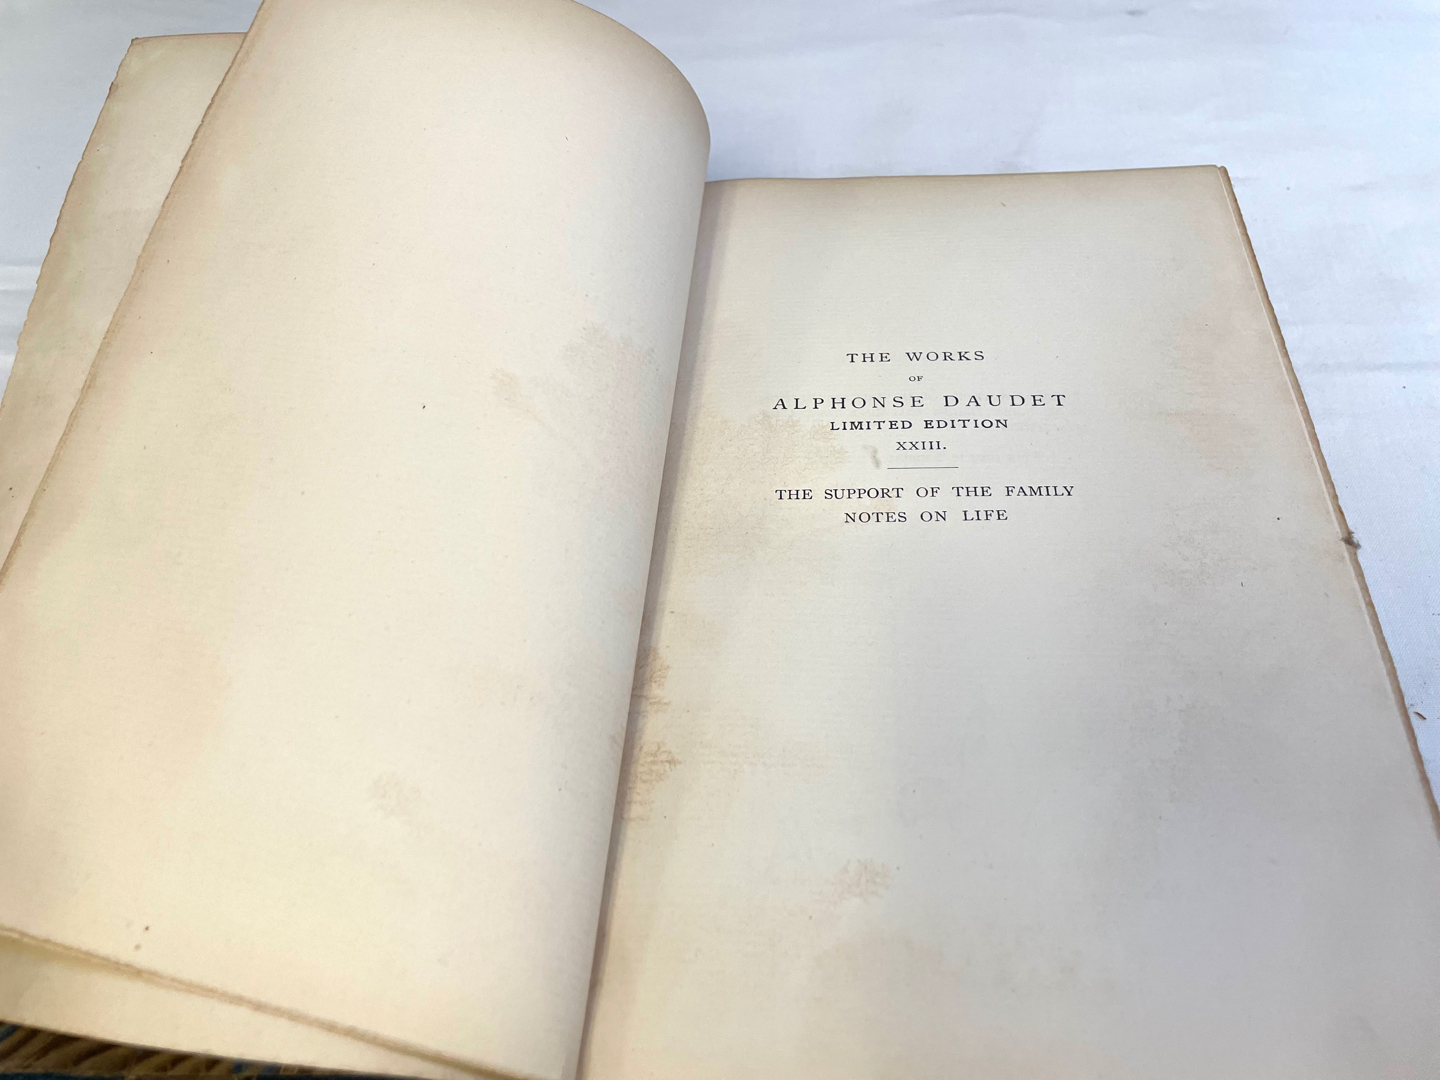 THE WORKS
OF
ALPHONSE DAUDET
LIMITED EDITION
XXIII.
THE SUPPORT OF THE FAMILY
NOTES ON LIFE